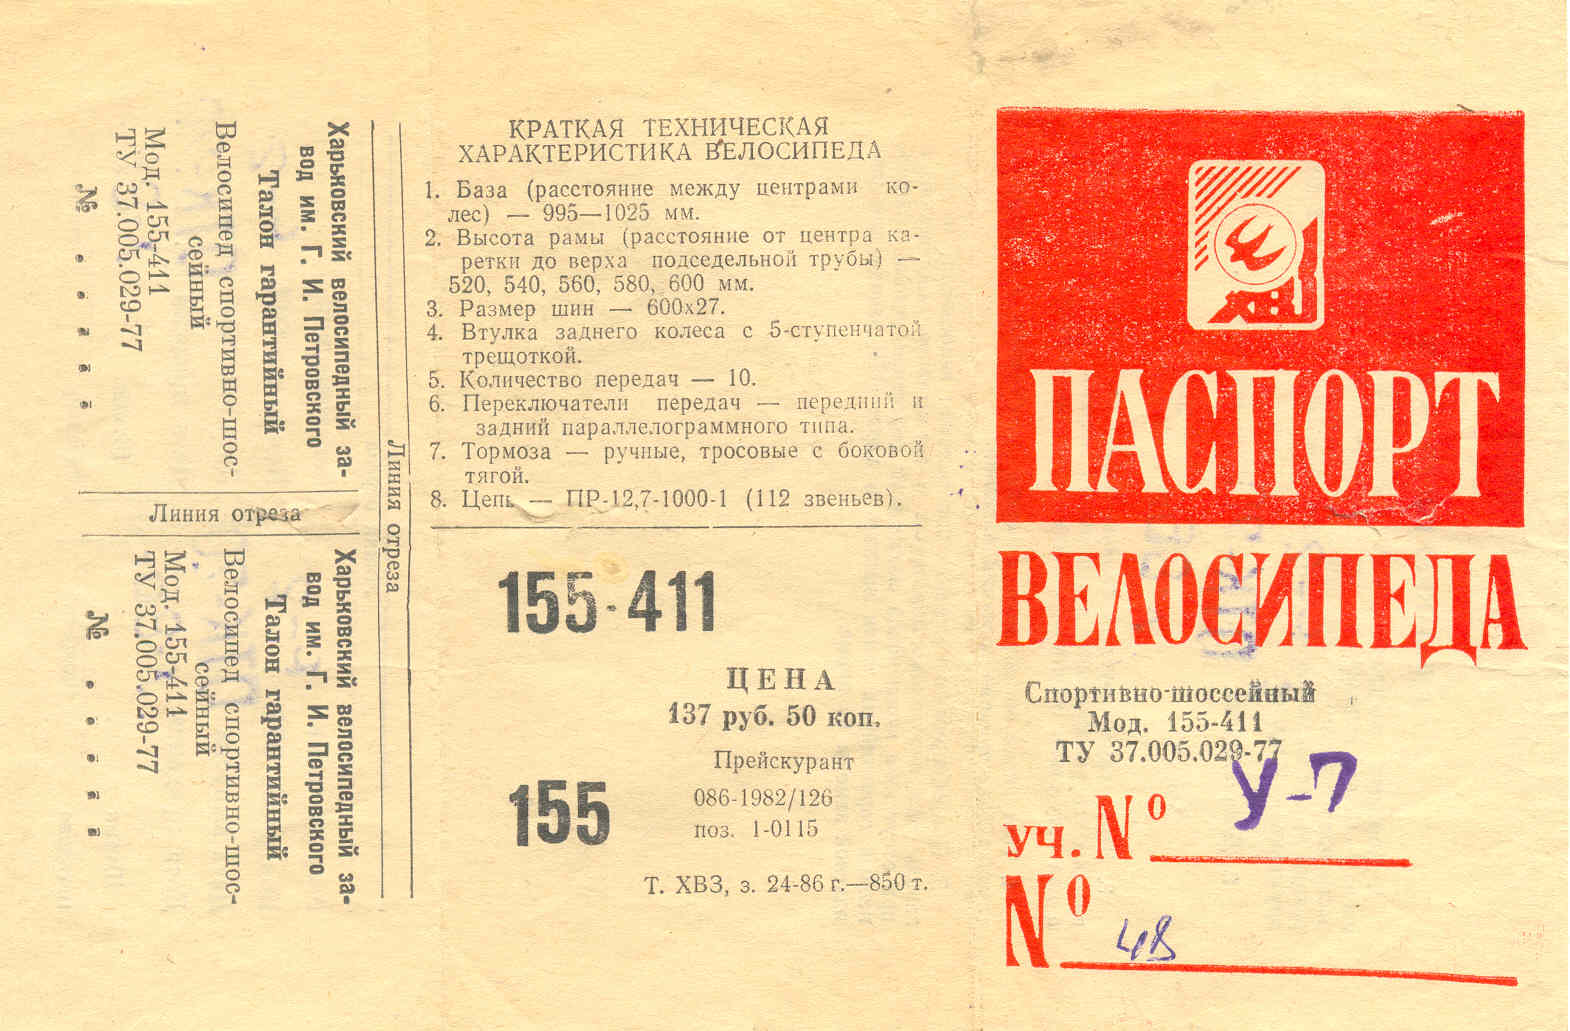 Харьковский велосипедный за-
вод им. Г. И. Петровского
Талон гарантийный
Велосипед спортивно-шос-
сейный
Мод. 155-411
ТУ 37.005.029-77
№
Линия отреза
Харьковский велосипедный за-
вод им. Г. И. Петровского
Талон гарантийный
Велосипед спортивно-шос-
сейный
Мод. 155-411
ТУ 37.005.029-77
№
Линия отреза
КРАТКАЯ ТЕХНИЧЕСКАЯ
ХАРАКТЕРИСТИКА ВЕЛОСИПЕДА
1. База (расстояние между центрами ко-
лес) — 995—1025 мм.
2. Высота рамы (расстояние от центра ка-
ретки до верха подседельной трубы) —
520, 540, 560, 580, 600 мм.
3. Размер шин — 600х27.
4. Втулка заднего колеса с 5-ступенчатой
трещоткой.
5. Количество передач — 10.
6. Переключатели передач — передний и
задний параллелограммного типа.
7. Тормоза — ручные, тросовые с боковой
тягой.
8. Цепь — ПР-12,7-1000-1 (112 звеньев).
155-411
ЦЕНА
137 руб. 50 коп.
Прейскурант
086-1982/126
поз. 1-0115
155
Т. ХВЗ, з. 24-86 г.—850 т.
ХВЗ
ПАСПОРТ
ВЕЛОСИПЕДА
Спортивно-шоссейный
Мод. 155-411
ТУ 37.005.029-77
уч. № У-7
№ 48